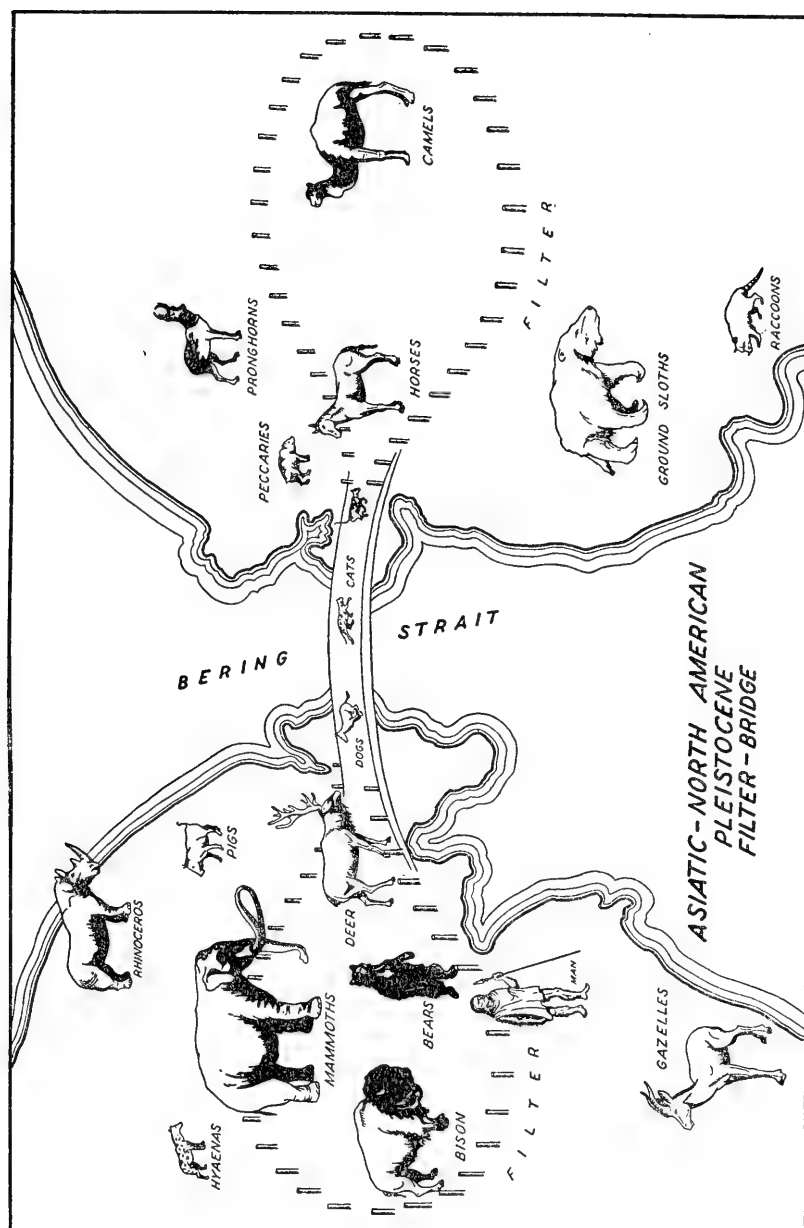 RHINOCEROS
PIGS
HYAENAS
MAMMOTHS
DEER
BEARS
BISON
MAN
FILTER
GAZELLES
BERING
STRAIT
DOGS
CATS
PECCARIES
PRONGHORNS
HORSES
CAMELS
FILTER
GROUND SLOTHS
RACCOONS
ASIATIC-NORTH AMERICAN
PLEISTOCENE
FILTER-BRIDGE